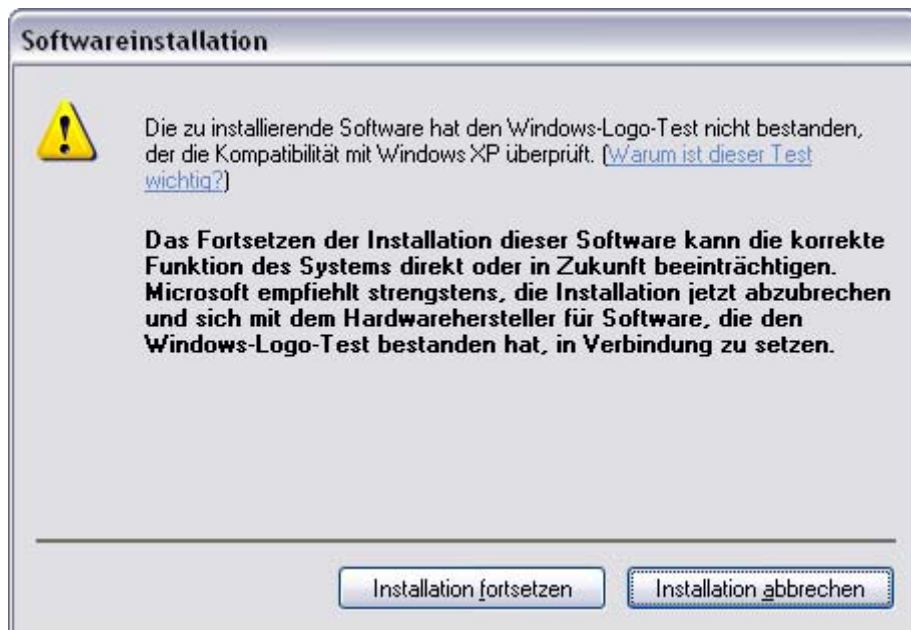 Softwareinstallation
Die zu installierende Software hat den Windows-Logo-Test nicht bestanden,
der die Kompatibilität mit Windows XP überprüft. (Warum ist dieser Test
wichtig?)
Das Fortsetzen der Installation dieser Software kann die korrekte
Funktion des Systems direkt oder in Zukunft beeinträchtigen.
Microsoft empfiehlt strengstens, die Installation jetzt abzubrechen
und sich mit dem Hardwarehersteller für Software, die den
Windows-Logo-Test bestanden hat, in Verbindung zu setzen.
Installation fortsetzen
Installation abbrechen